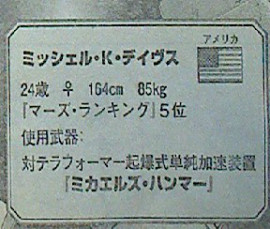 アメリカ
ミッシェル・K・デイヴス
24歳 ♀ 164cm 85kg
『マーズ・ランキング』5位
使用武器:
対テラフォーマー起爆式単純加速装置
『ミカエルズ・ハンマー』